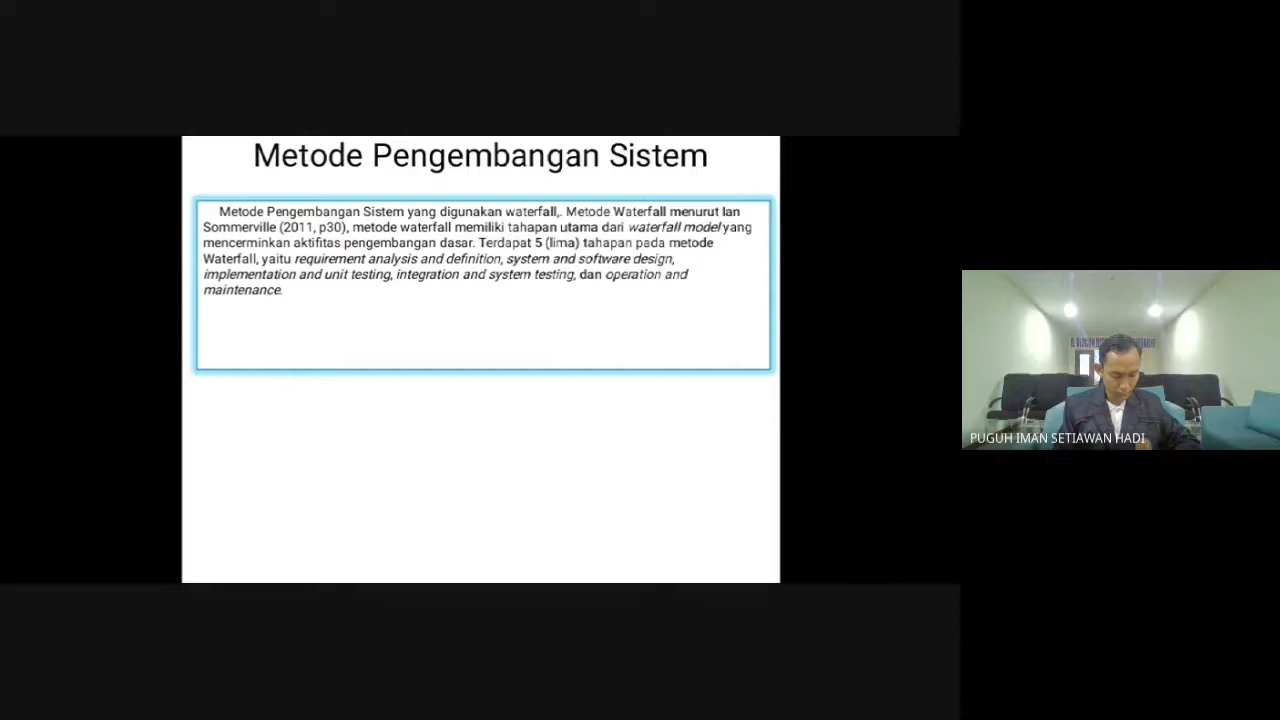 Metode Pengembangan Sistem
Metode Pengembangan Sistem yang digunakan waterfall,. Metode Waterfall menurut Ian
Sommerville (2011, p30), metode waterfall memiliki tahapan utama dari waterfall model yang
mencerminkan aktifitas pengembangan dasar. Terdapat 5 (lima) tahapan pada metode
Waterfall, yaitu requirement analysis and definition, system and software design,
implementation and unit testing, integration and system testing, dan operation and
maintenance.
PUGUH IMAN SETIAWAN HADI